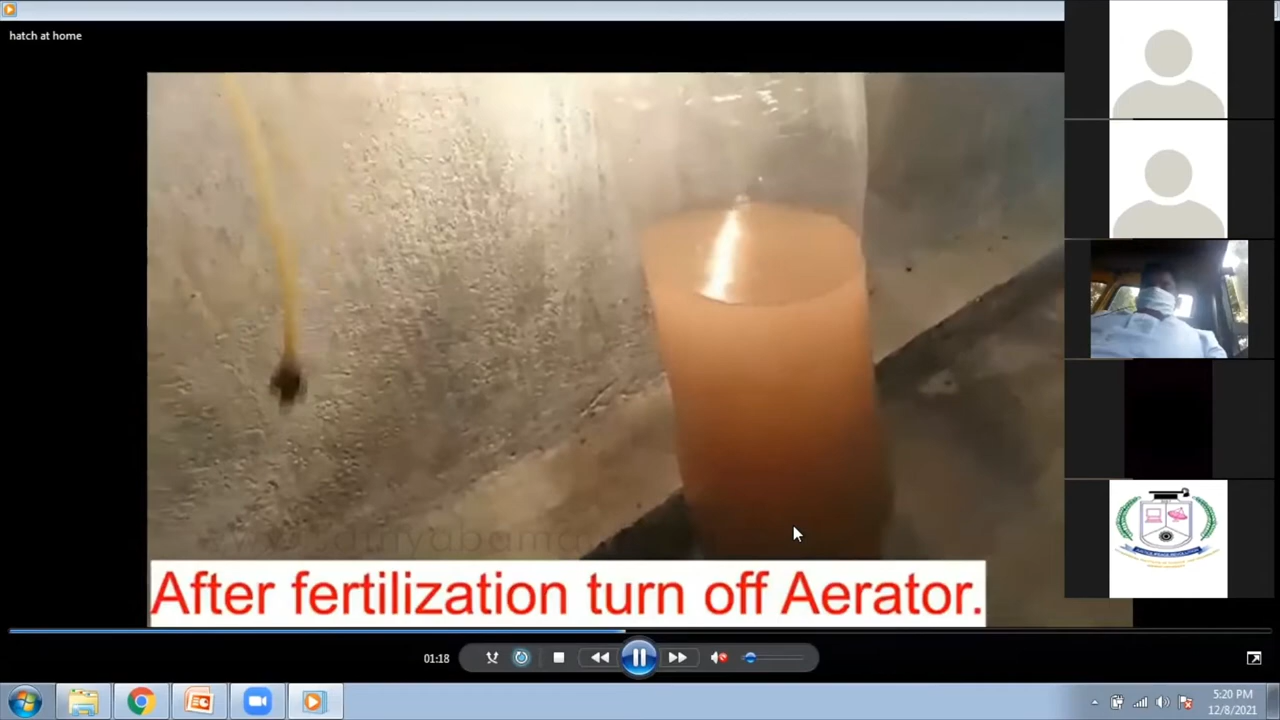 hatch at home
After fertilization turn off Aerator.
01:18
5:20 PM
12/8/2021